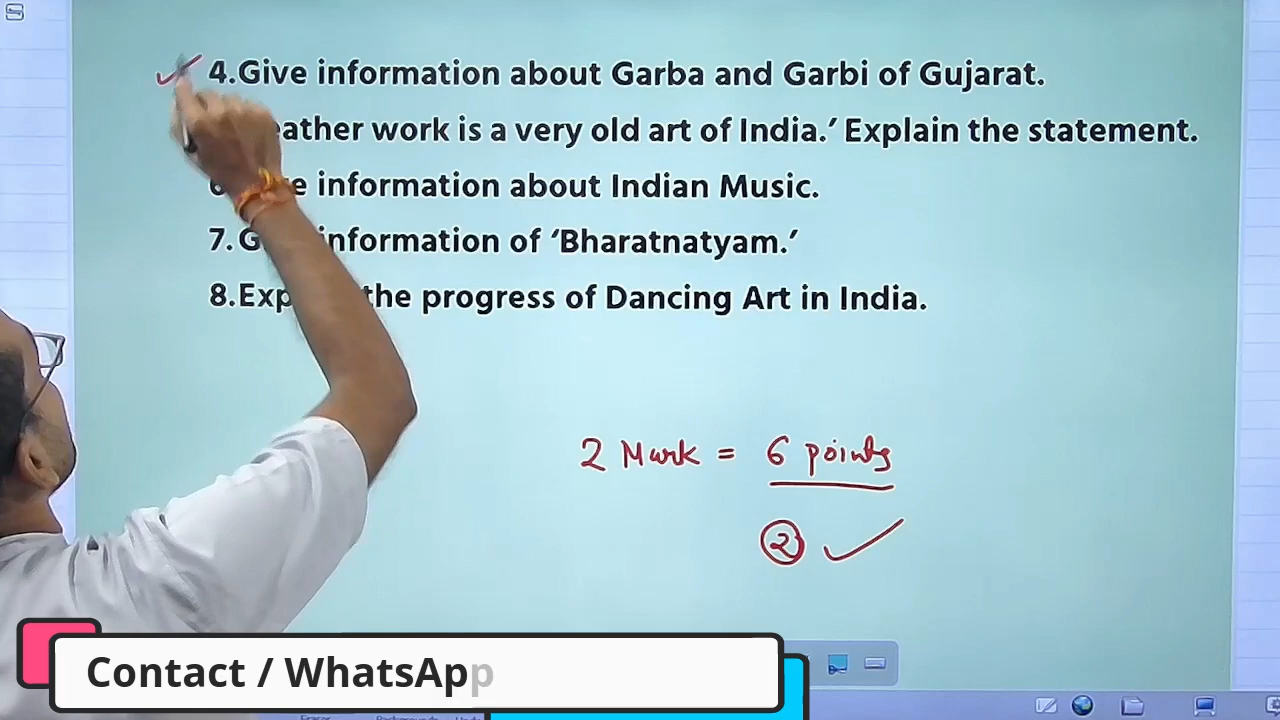 4.Give information about Garba and Garbi of Gujarat.
work is a very old art of India.’ Explain the statement.
information about Indian Music.
7. information of ‘Bharatnatyam.’
8. the progress of Dancing Art in India.
2 Mark = 6 points
2
Contact / WhatsApp